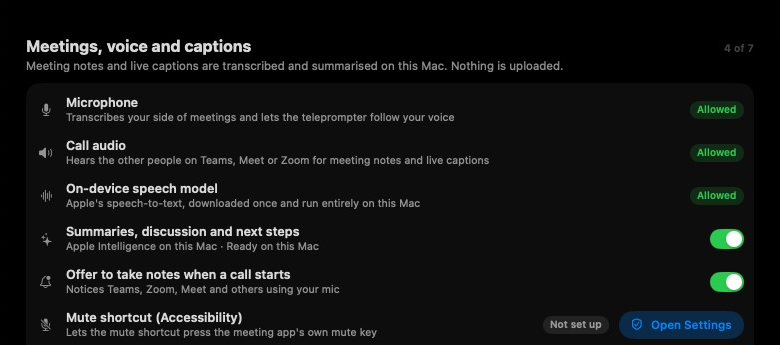 Meetings, voice and captions
4 of 7
Meeting notes and live captions are transcribed and summarised on this Mac. Nothing is uploaded.
Microphone
Allowed
Transcribes your side of meetings and lets the teleprompter follow your voice
Call audio
Allowed
Hears the other people on Teams, Meet or Zoom for meeting notes and live captions
On-device speech model
Allowed
Apple's speech-to-text, downloaded once and run entirely on this Mac
Summaries, discussion and next steps
Apple Intelligence on this Mac · Ready on this Mac
Offer to take notes when a call starts
Notices Teams, Zoom, Meet and others using your mic
Mute shortcut (Accessibility)
Not set up
Open Settings
Lets the mute shortcut press the meeting app's own mute key